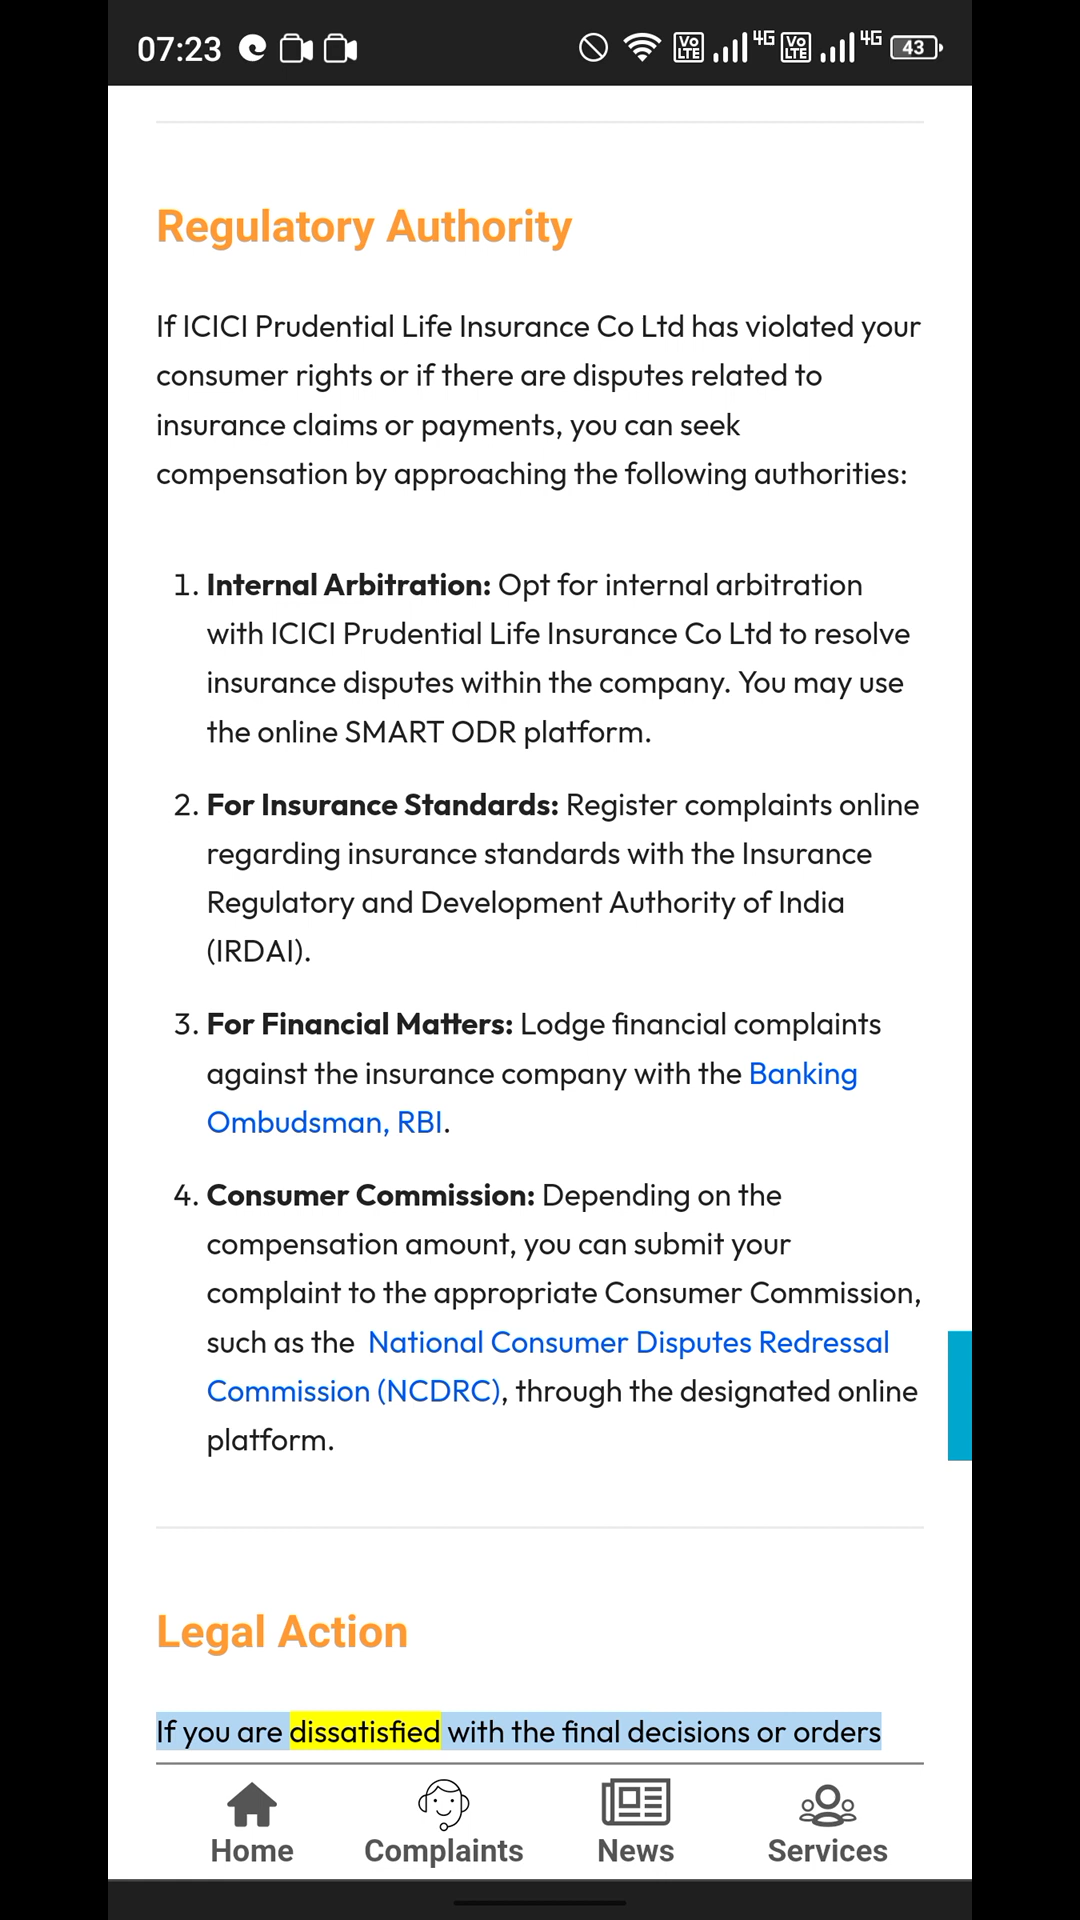 07:23
VoLTE 4G VoLTE 4G 43
Regulatory Authority
If ICICI Prudential Life Insurance Co Ltd has violated your
consumer rights or if there are disputes related to
insurance claims or payments, you can seek
compensation by approaching the following authorities:
1. Internal Arbitration: Opt for internal arbitration
with ICICI Prudential Life Insurance Co Ltd to resolve
insurance disputes within the company. You may use
the online SMART ODR platform.
2. For Insurance Standards: Register complaints online
regarding insurance standards with the Insurance
Regulatory and Development Authority of India
(IRDAI).
3. For Financial Matters: Lodge financial complaints
against the insurance company with the Banking
Ombudsman, RBI.
4. Consumer Commission: Depending on the
compensation amount, you can submit your
complaint to the appropriate Consumer Commission,
such as the National Consumer Disputes Redressal
Commission (NCDRC), through the designated online
platform.
Legal Action
If you are dissatisfied with the final decisions or orders
Home Complaints News Services